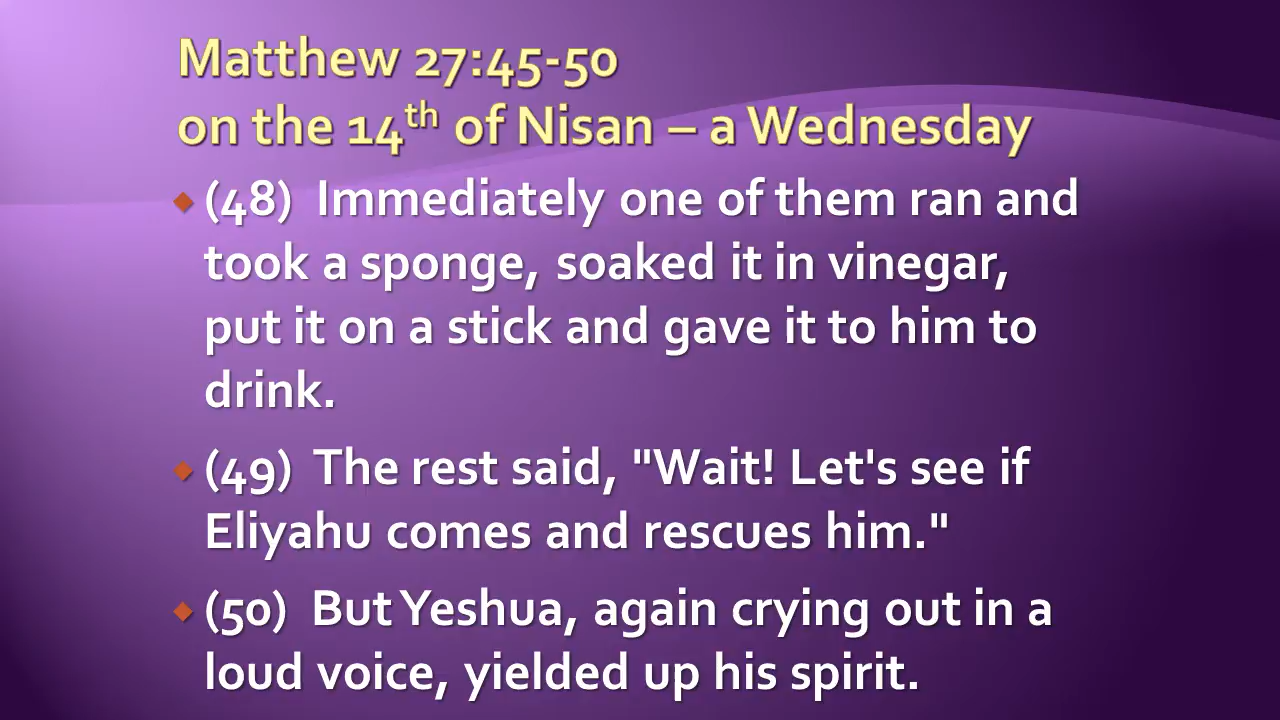 Matthew 27:45-50
on the 14th of Nisan – a Wednesday
(48)  Immediately one of them ran and
took a sponge, soaked it in vinegar,
put it on a stick and gave it to him to
drink.
(49)  The rest said, "Wait! Let's see if
Eliyahu comes and rescues him."
(50)  But Yeshua, again crying out in a
loud voice, yielded up his spirit.